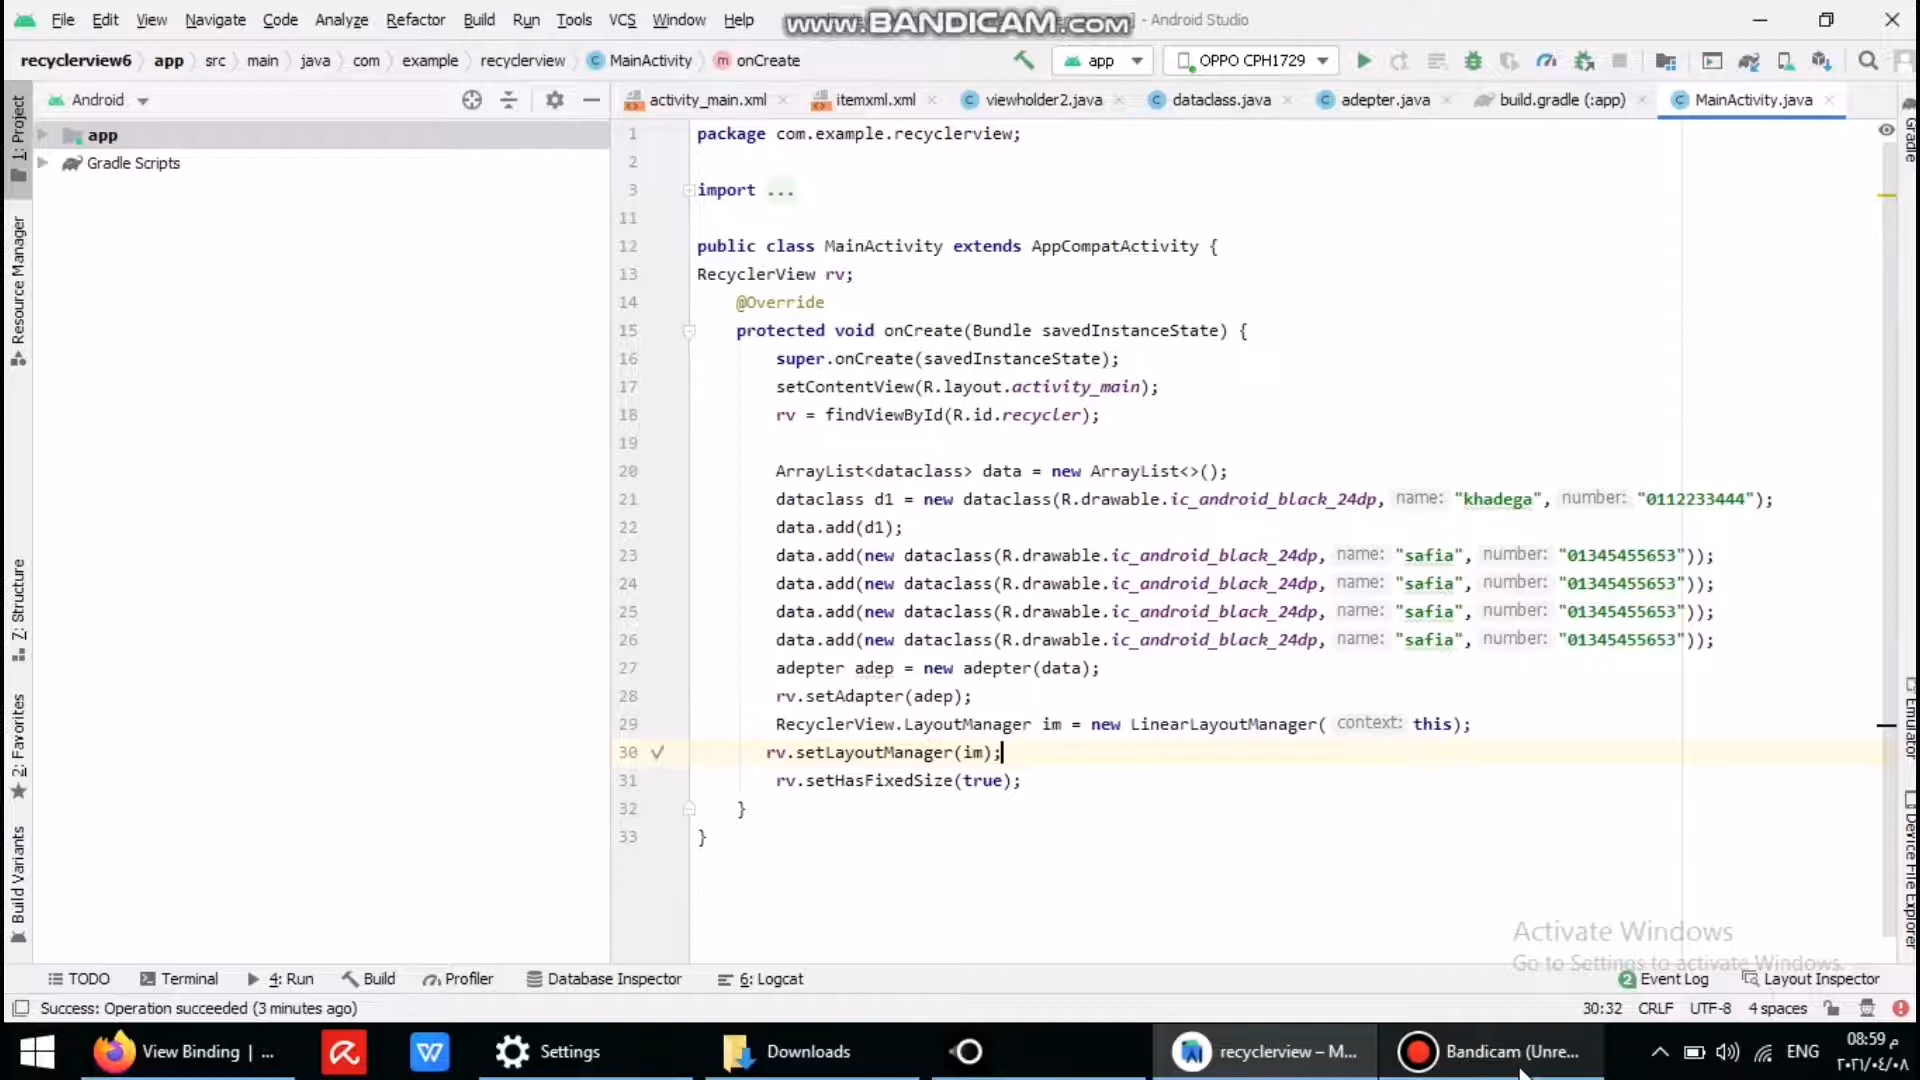 File Edit View Navigate Code Analyze Refactor Build Run Tools VCS Window Help
www.BANDICAM.com
- Android Studio
recyclerview6 app src main java com example recyclerview MainActivity onCreate
app
OPPO CPH1729
Android
activity_main.xml
itemxml.xml
viewholder2.java
dataclass.java
adepter.java
build.gradle (:app)
MainActivity.java
1: Project
Resource Manager
7: Structure
2: Favorites
Build Variants
app
Gradle Scripts
1 package com.example.recyclerview;
2
3 import ...
11
12 public class MainActivity extends AppCompatActivity {
13 RecyclerView rv;
14 @Override
15 protected void onCreate(Bundle savedInstanceState) {
16 super.onCreate(savedInstanceState);
17 setContentView(R.layout.activity_main);
18 rv = findViewById(R.id.recycler);
19
20 ArrayList<dataclass> data = new ArrayList<>();
21 dataclass d1 = new dataclass(R.drawable.ic_android_black_24dp, name: "khadega", number: "0112233444");
22 data.add(d1);
23 data.add(new dataclass(R.drawable.ic_android_black_24dp, name: "safia", number: "01345455653"));
24 data.add(new dataclass(R.drawable.ic_android_black_24dp, name: "safia", number: "01345455653"));
25 data.add(new dataclass(R.drawable.ic_android_black_24dp, name: "safia", number: "01345455653"));
26 data.add(new dataclass(R.drawable.ic_android_black_24dp, name: "safia", number: "01345455653"));
27 adepter adep = new adepter(data);
28 rv.setAdapter(adep);
29 RecyclerView.LayoutManager im = new LinearLayoutManager( context: this);
30 rv.setLayoutManager(im);
31 rv.setHasFixedSize(true);
32 }
33 }
Gradle
Emulator
Device File Explorer
Activate Windows
Go to Settings to activate Windows.
TODO Terminal 4: Run Build Profiler Database Inspector 6: Logcat
2 Event Log Layout Inspector
Success: Operation succeeded (3 minutes ago)
30:32 CRLF UTF-8 4 spaces
View Binding | ...
Settings
Downloads
recyclerview – M...
Bandicam (Unre...
ENG
08:59 م
٢٠٢١/٠٤/٠٨